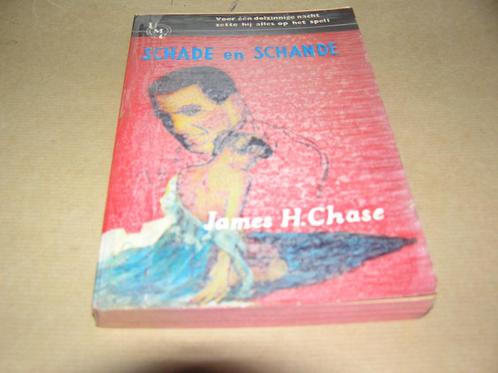 Voor één dolzinnige nacht
zette hij alles op het spel!
SCHADE en SCHANDE
James H. Chase